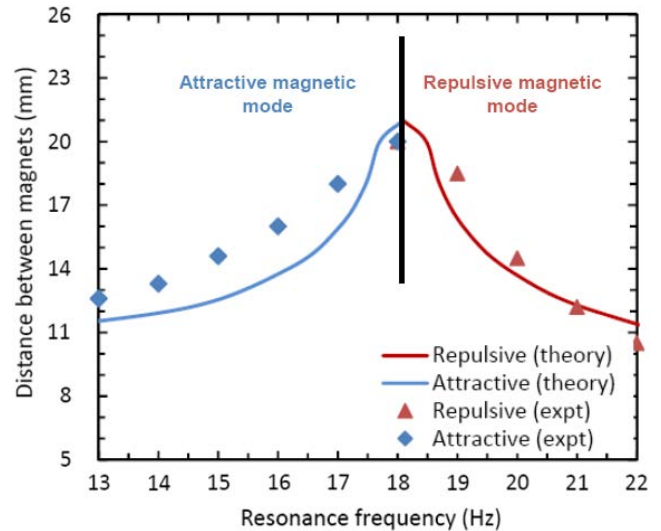 26
23
20
17
14
11
8
5
Distance between magnets (mm)
Attractive magnetic
mode
Repulsive magnetic
mode
Repulsive (theory)
Attractive (theory)
Repulsive (expt)
Attractive (expt)
13 14 15 16 17 18 19 20 21 22
Resonance frequency (Hz)